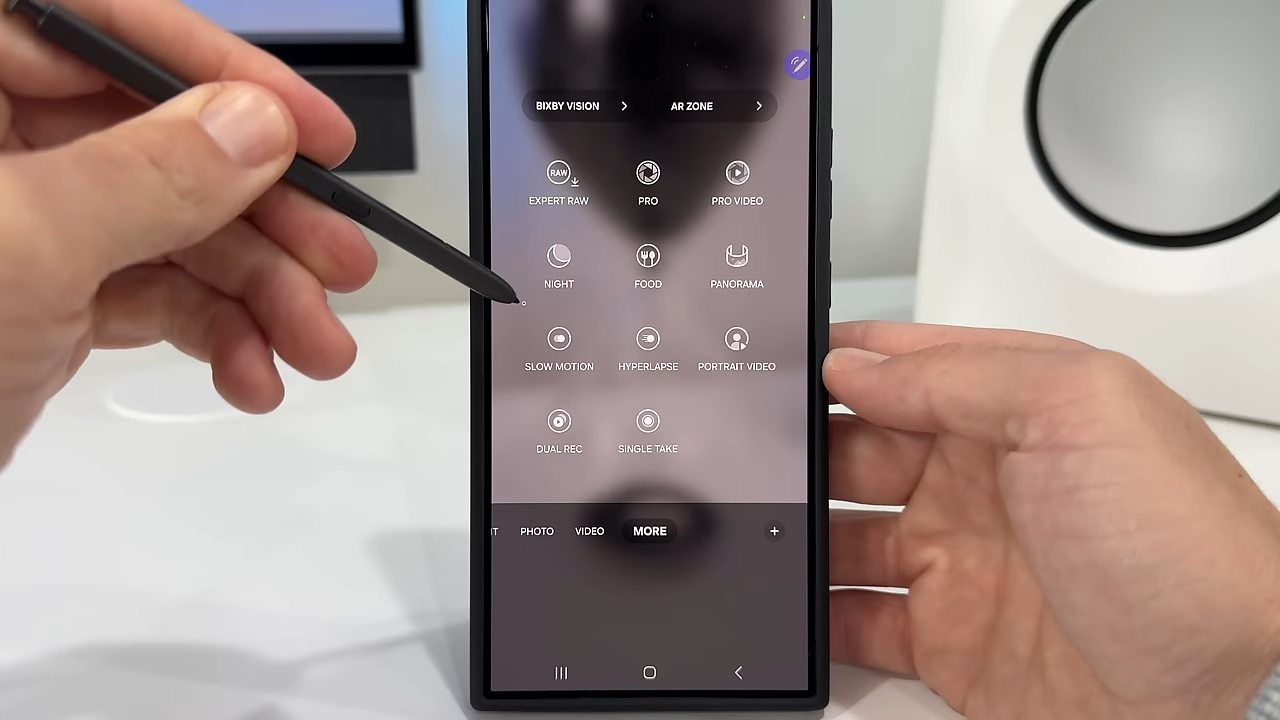 BIXBY VISION AR ZONE
RAW
EXPERT RAW PRO PRO VIDEO
NIGHT FOOD PANORAMA
SLOW MOTION HYPERLAPSE PORTRAIT VIDEO
DUAL REC SINGLE TAKE
IT PHOTO VIDEO MORE +